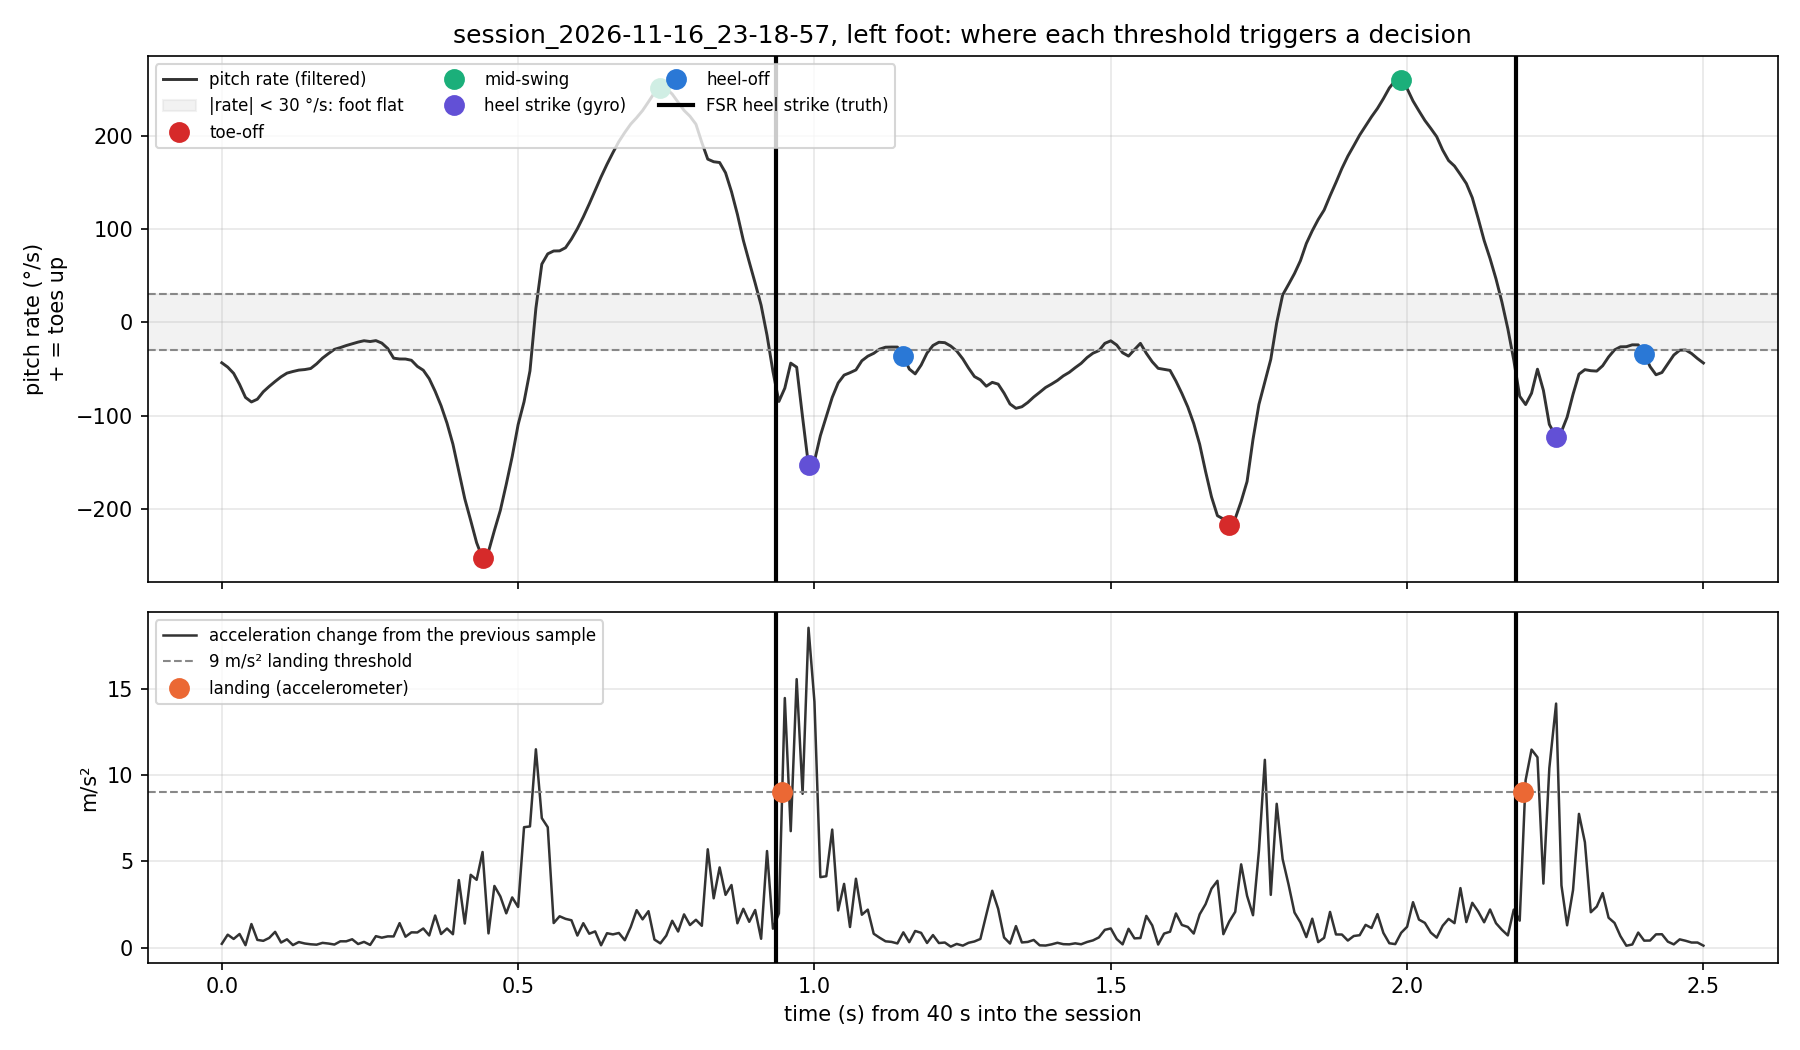 session_2026-11-16_23-18-57, left foot: where each threshold triggers a decision
pitch rate (filtered)
|rate| < 30 °/s: foot flat
toe-off
mid-swing
heel strike (gyro)
heel-off
FSR heel strike (truth)
pitch rate (°/s)
+ = toes up
200
100
0
−100
−200
acceleration change from the previous sample
9 m/s² landing threshold
landing (accelerometer)
m/s²
15
10
5
0
0.0 0.5 1.0 1.5 2.0 2.5
time (s) from 40 s into the session